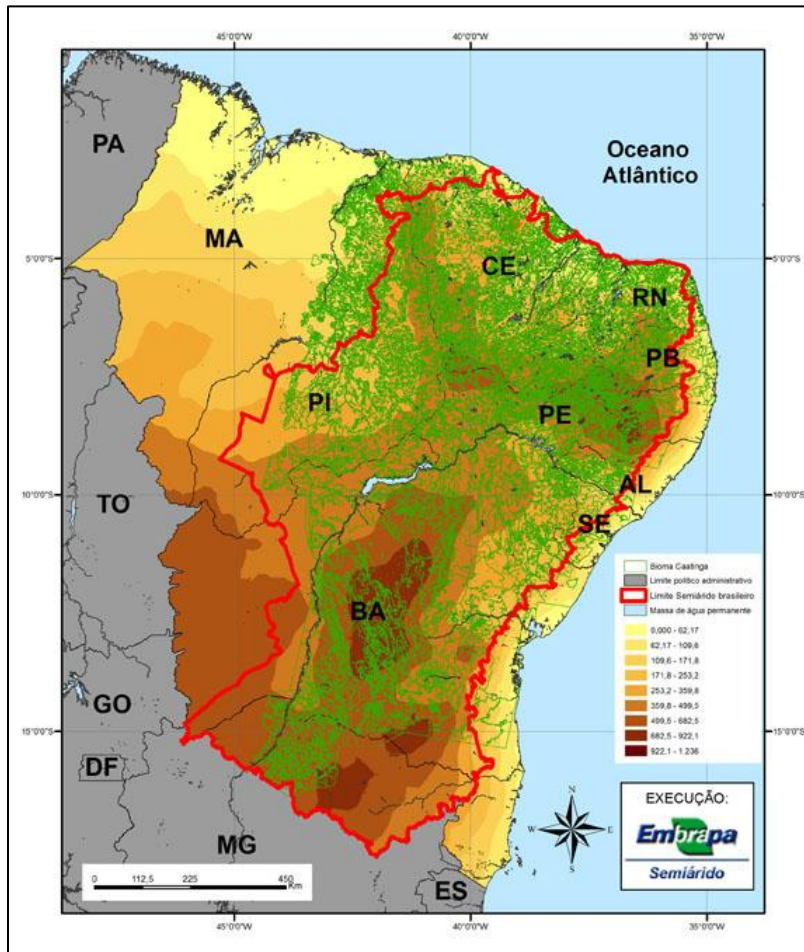 45°0'0"W 40°0'0"W 35°0'0"W
PA
Oceano
Atlântico
MA
5°0'0"S 5°0'0"S
CE
RN
PB
PI
PE
AL
10°0'0"S 10°0'0"S
TO
SE
BA
Bioma Caatinga
Limite político administrativo
Limite Semiárido brasileiro
Massa de água permanente
0,000 - 62,17
62,17 - 109,6
109,6 - 171,8
171,8 - 253,2
253,2 - 359,8
359,8 - 499,5
499,5 - 682,5
682,5 - 922,1
922,1 - 1.236
GO
15°0'0"S 15°0'0"S
DF
EXECUÇÃO:
Embrapa
Semiárido
N
W E
S
MG
0 112,5 225 450
Km
ES
45°0'0"W 40°0'0"W 35°0'0"W